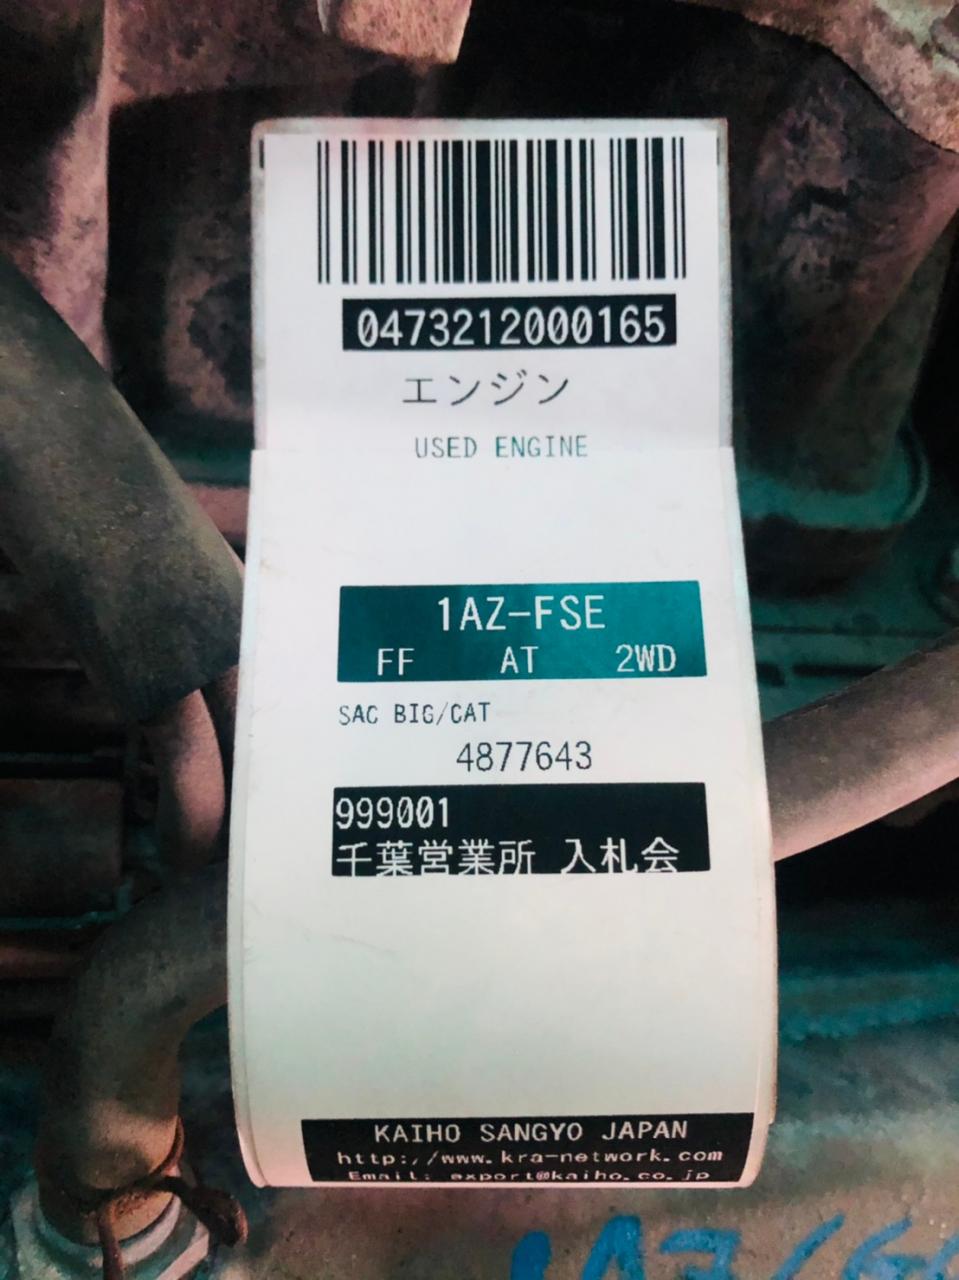 0473212000165
エンジン
USED ENGINE
1AZ-FSE
FF AT 2WD
SAC BIG/CAT
4877643
999001
千葉営業所 入札会
KAIHO SANGYO JAPAN
http://www.kra-network.com
Email: export@kaiho.co.jp